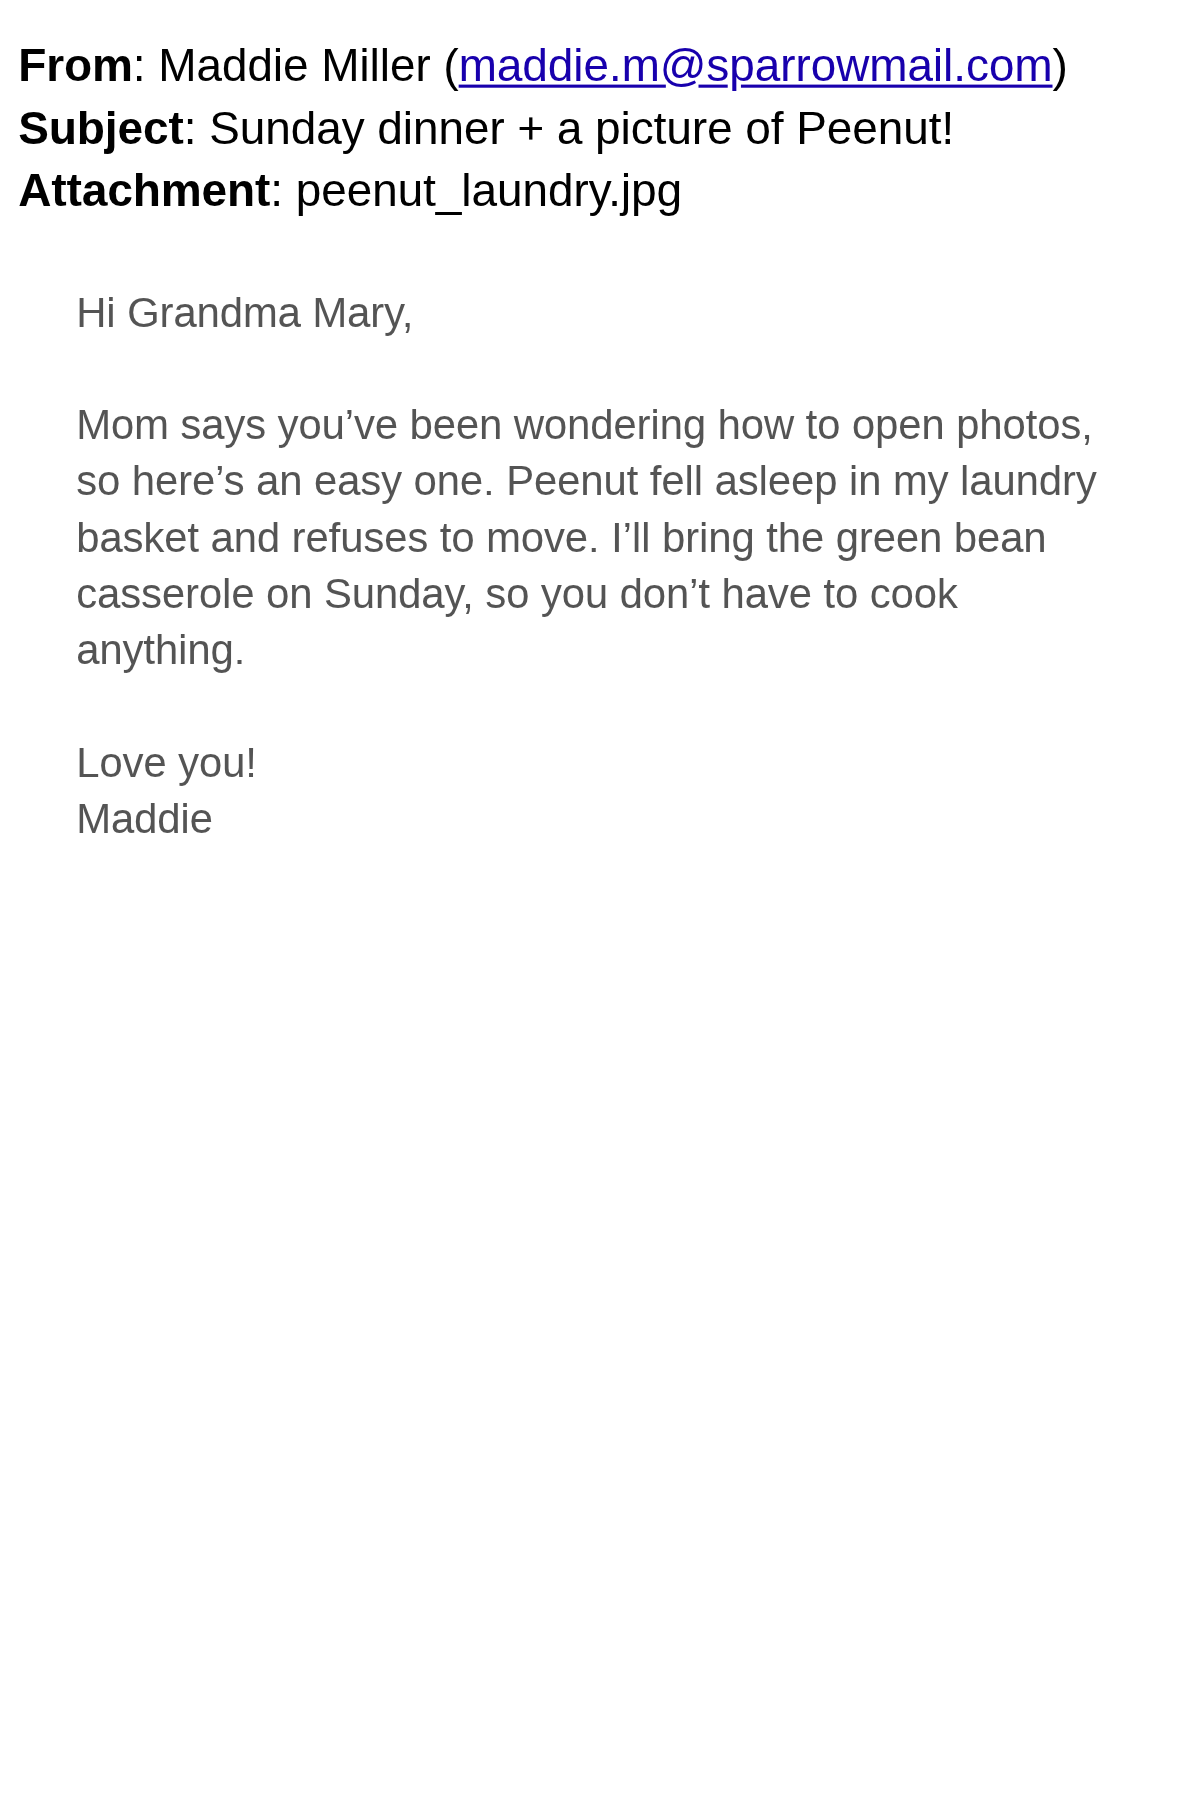 From: Maddie Miller (maddie.m@sparrowmail.com)
Subject: Sunday dinner + a picture of Peenut!
Attachment: peenut_laundry.jpg
Hi Grandma Mary,
Mom says you’ve been wondering how to open photos,
so here’s an easy one. Peenut fell asleep in my laundry
basket and refuses to move. I’ll bring the green bean
casserole on Sunday, so you don’t have to cook
anything.
Love you!
Maddie